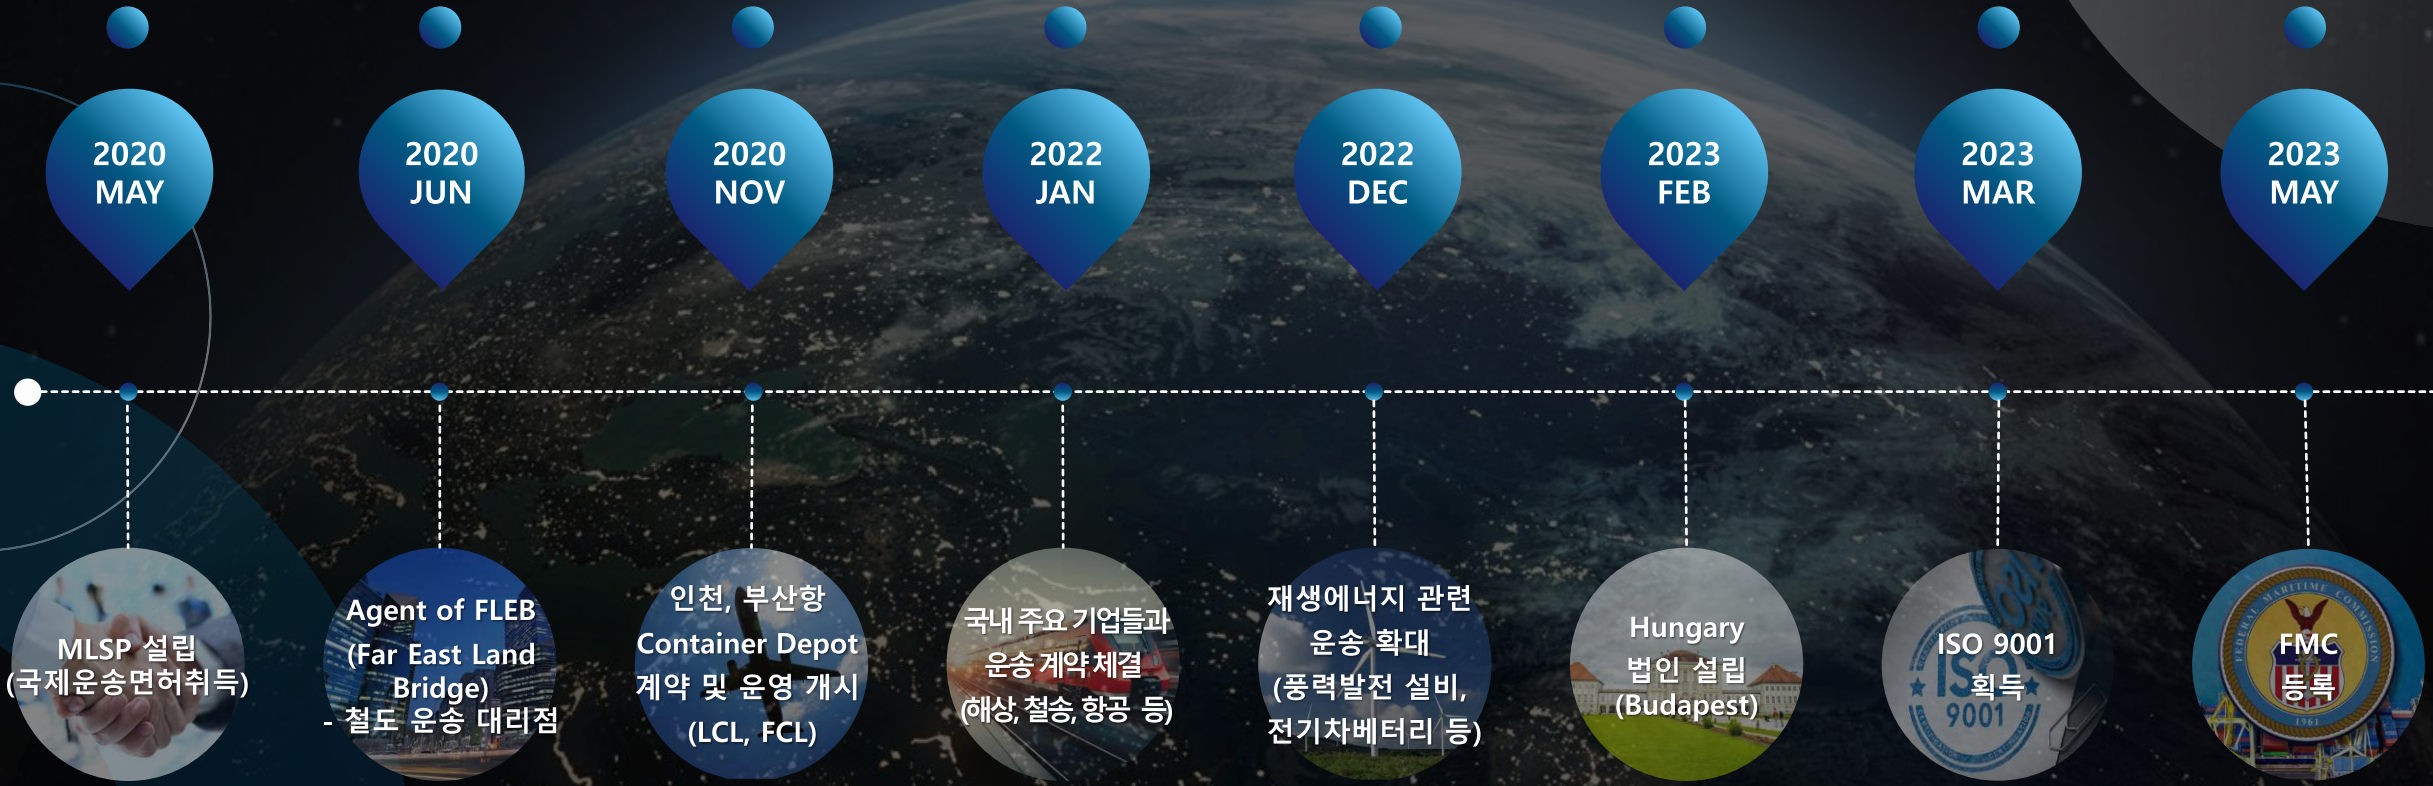 2020
MAY
2020
JUN
2020
NOV
2022
JAN
2022
DEC
2023
FEB
2023
MAR
2023
MAY
MLSP 설립
(국제운송면허취득)
Agent of FLEB
(Far East Land
Bridge)
- 철도 운송 대리점
인천, 부산항
Container Depot
계약 및 운영 개시
(LCL, FCL)
국내 주요 기업들과
운송 계약 체결
(해상, 철송, 항공 등)
재생에너지 관련
운송 확대
(풍력발전 설비,
전기차베터리 등)
Hungary
법인 설립
(Budapest)
ISO 9001
획득
ISO
9001
FMC
등록
FEDERAL MARITIME COMMISSION
1961